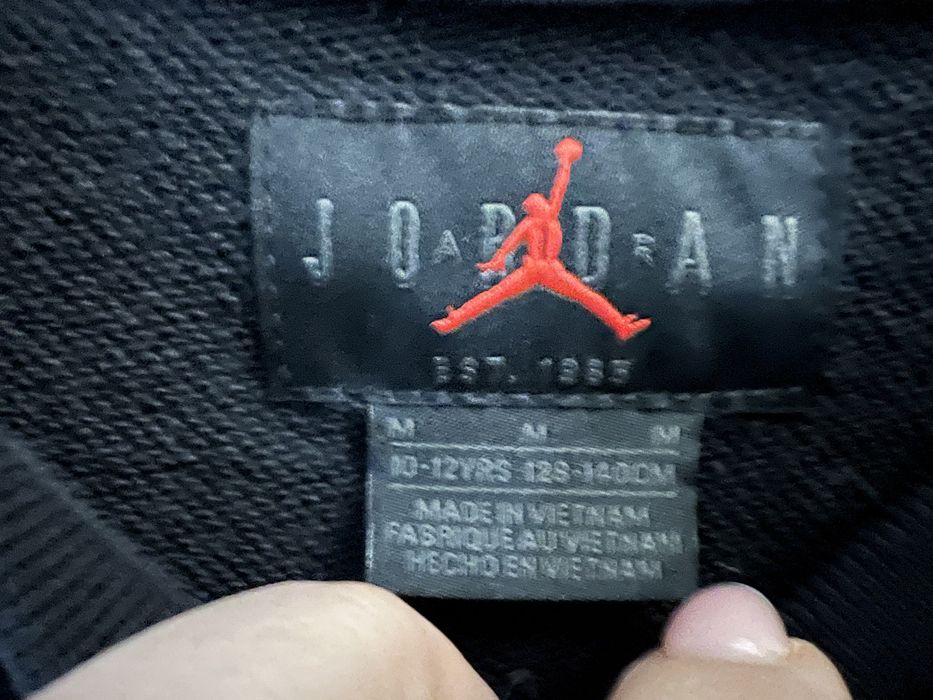 JORDAN
A R
EST. 1985
M M M
10-12YRS 128-140CM
MADE IN VIETNAM
FABRIQUE AU VIETNAM
HECHO EN VIETNAM